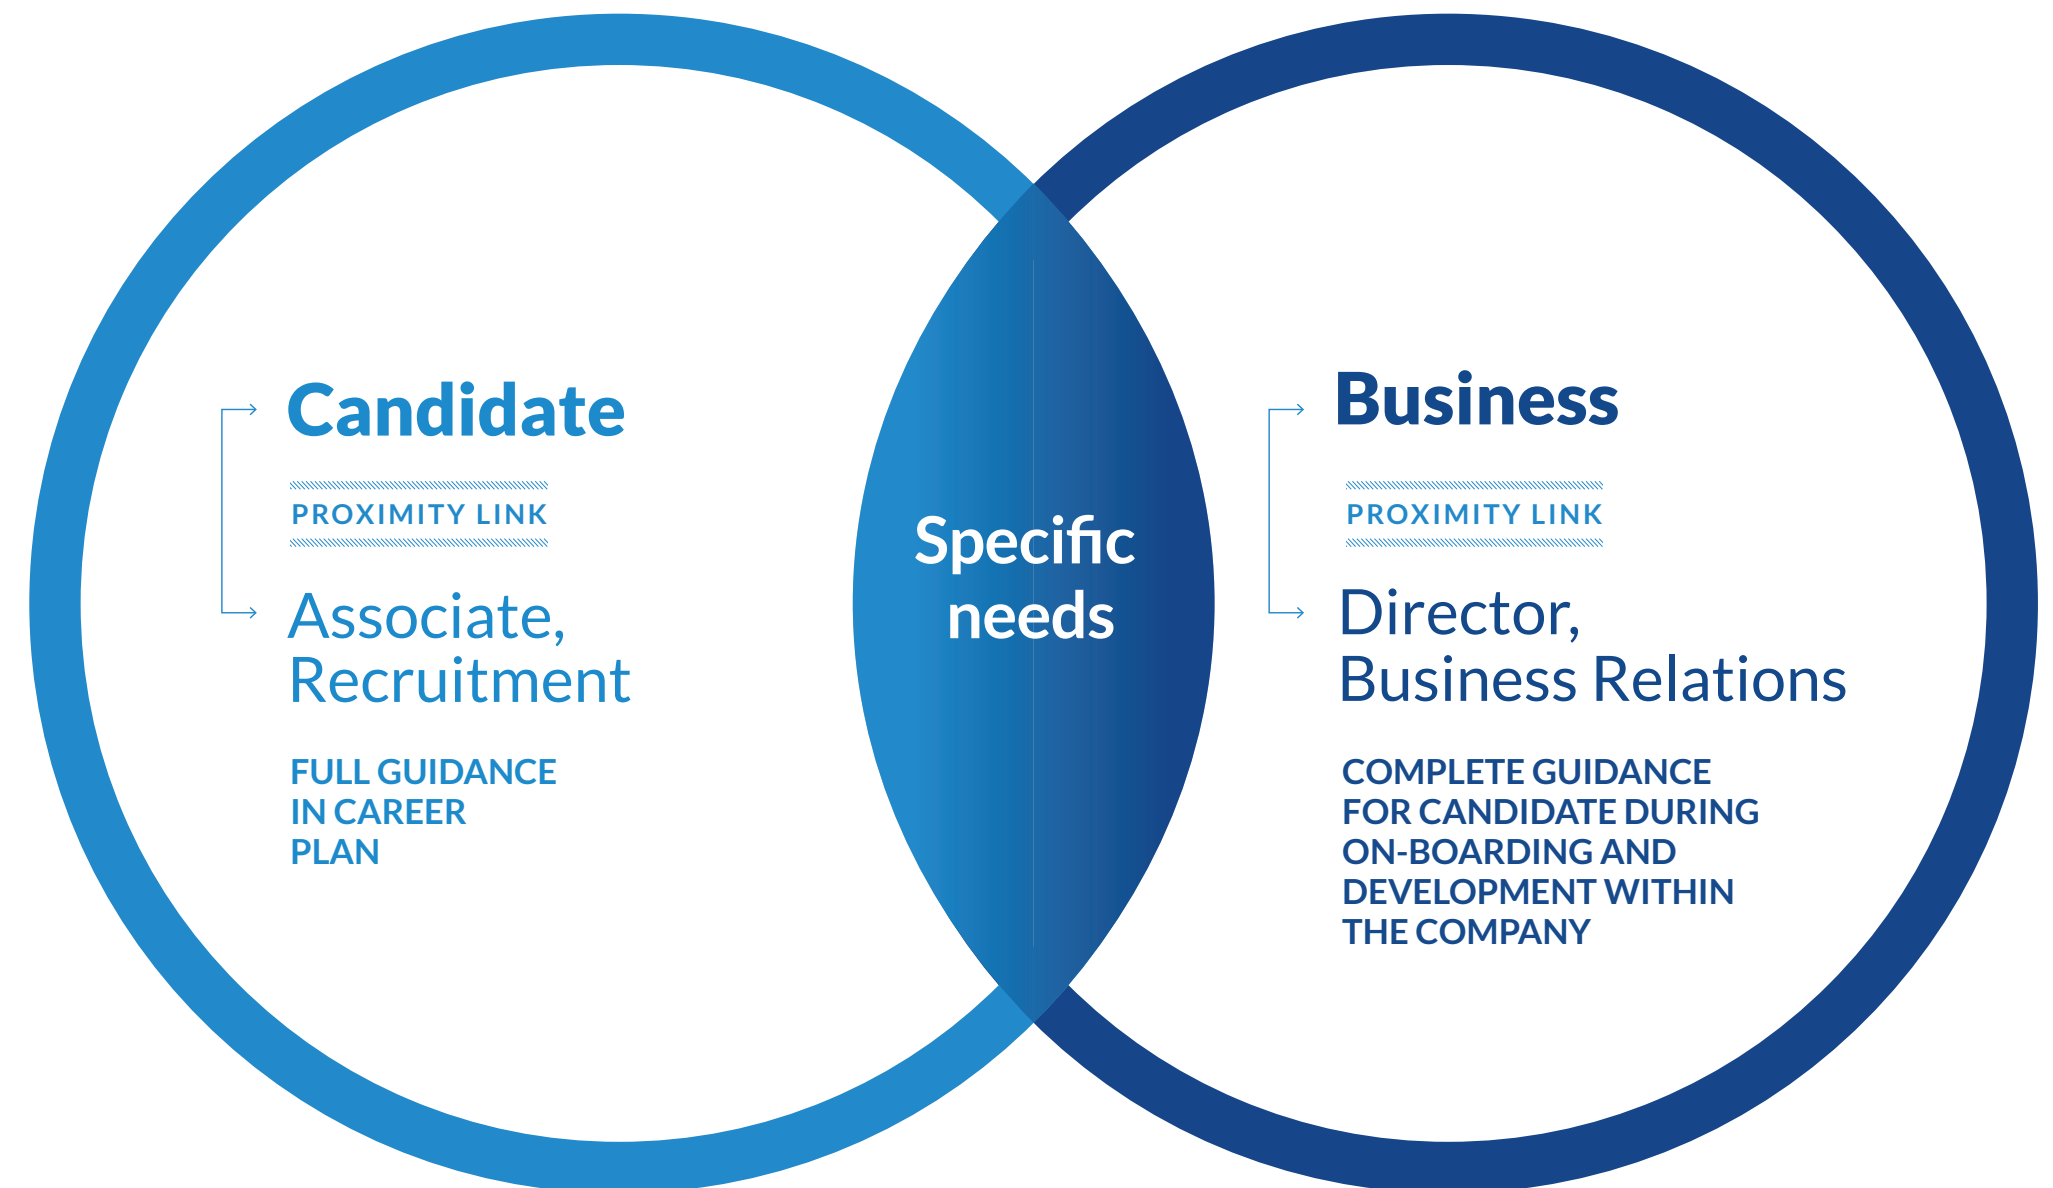 Candidate
PROXIMITY LINK
Associate,
Recruitment
FULL GUIDANCE
IN CAREER
PLAN
Specific
needs
Business
PROXIMITY LINK
Director,
Business Relations
COMPLETE GUIDANCE
FOR CANDIDATE DURING
ON-BOARDING AND
DEVELOPMENT WITHIN
THE COMPANY